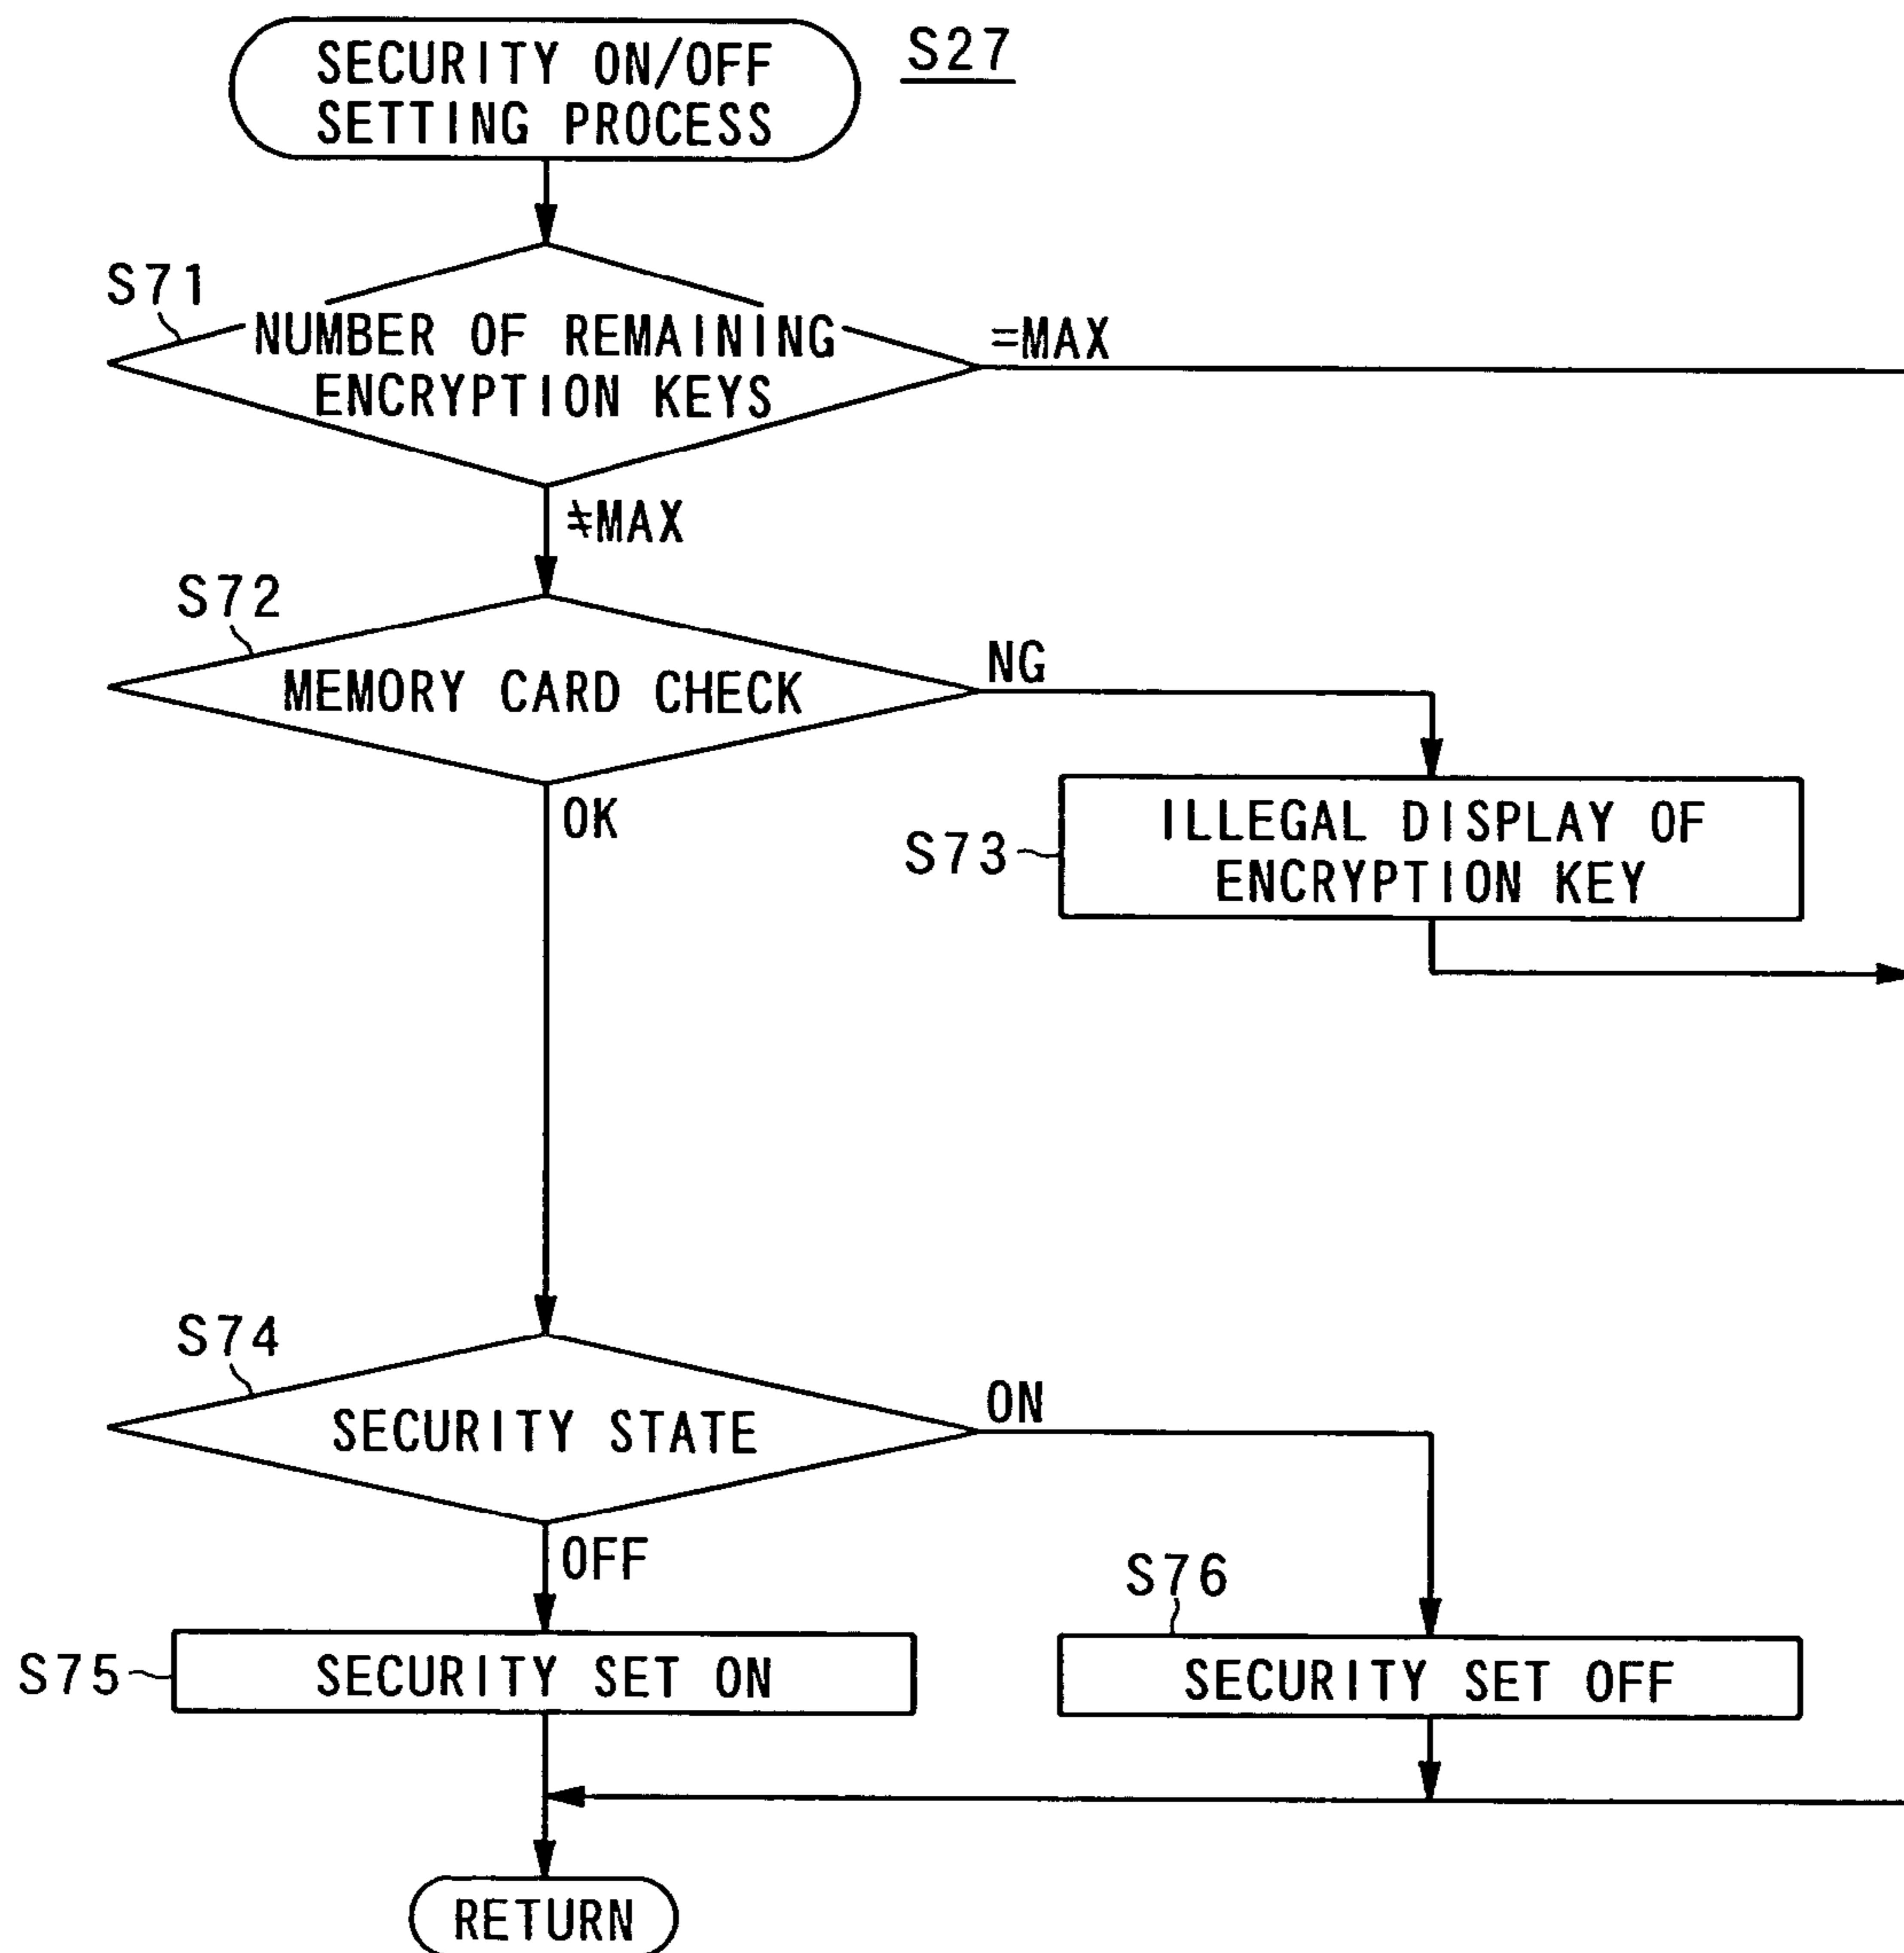 SECURITY ON/OFF
SETTING PROCESS
S27
S71
NUMBER OF REMAINING
ENCRYPTION KEYS
=MAX
≠MAX
S72
MEMORY CARD CHECK
NG
OK
S73
ILLEGAL DISPLAY OF
ENCRYPTION KEY
S74
SECURITY STATE
ON
OFF
S75
SECURITY SET ON
S76
SECURITY SET OFF
RETURN